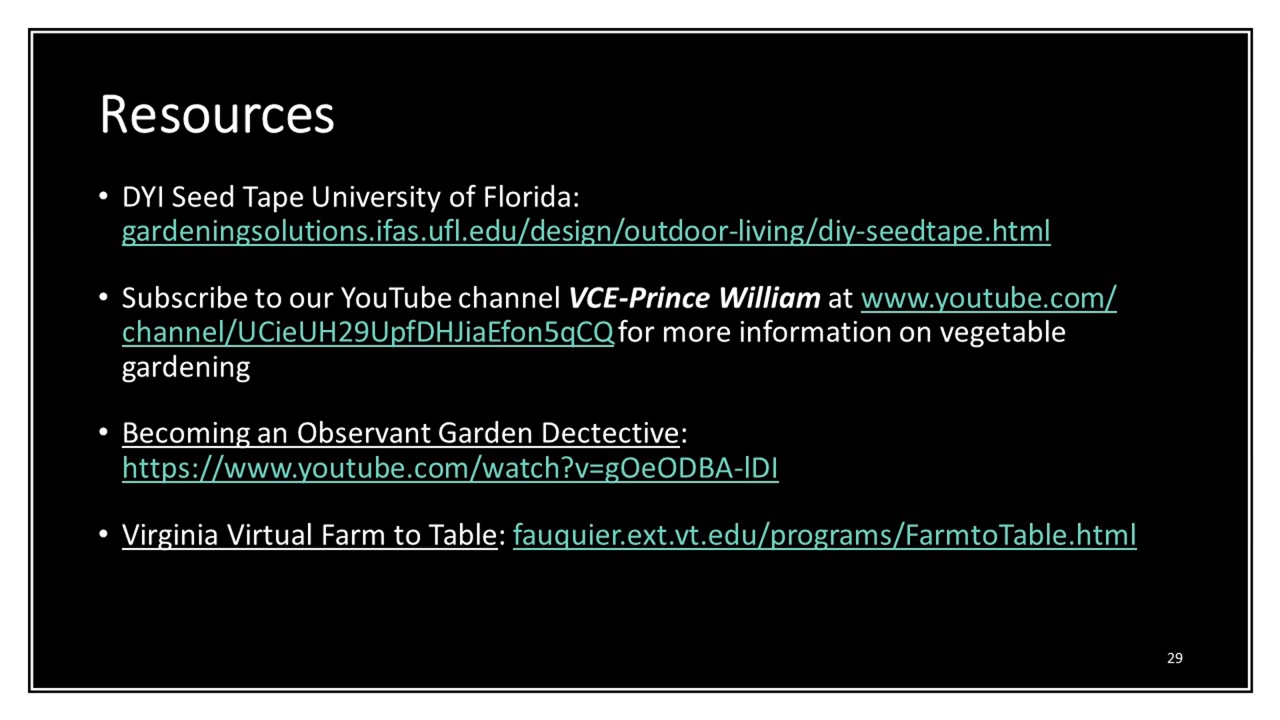 Resources
• DYI Seed Tape University of Florida:
gardeningsolutions.ifas.ufl.edu/design/outdoor-living/diy-seedtape.html
• Subscribe to our YouTube channel VCE-Prince William at www.youtube.com/
channel/UCieUH29UpfDHJiaEfon5qCQ for more information on vegetable
gardening
• Becoming an Observant Garden Dectective:
https://www.youtube.com/watch?v=gOeODBA-lDI
• Virginia Virtual Farm to Table: fauquier.ext.vt.edu/programs/FarmtoTable.html
29